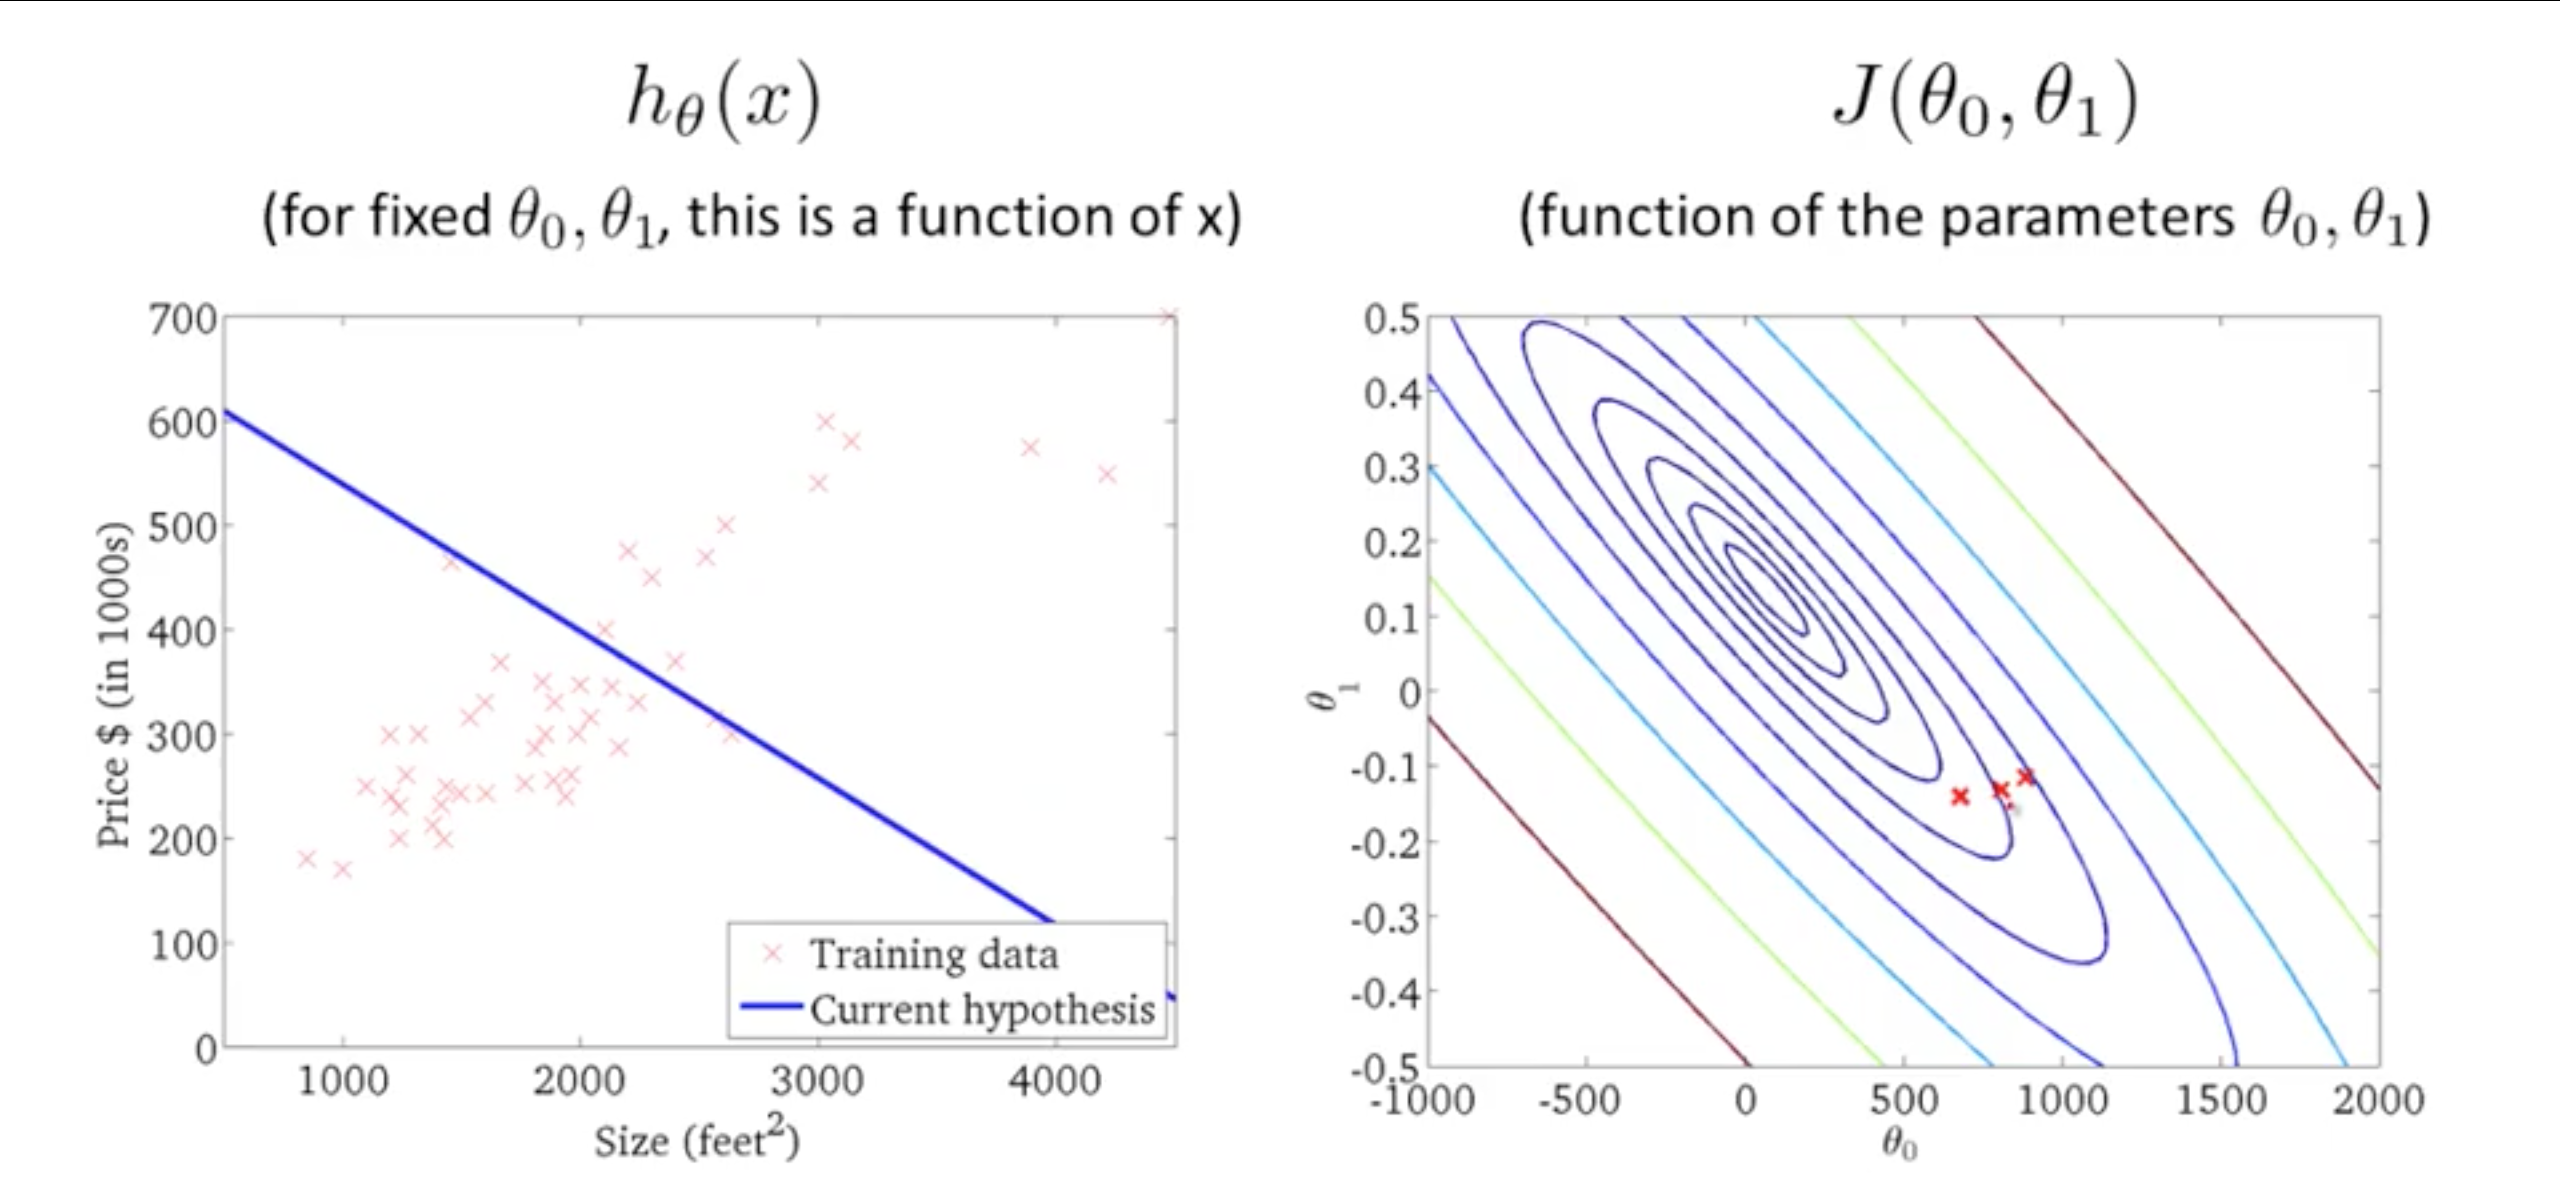 hθ(x)
(for fixed θ0, θ1, this is a function of x)
700
600
500
400
300
200
100
0
Price $ (in 1000s)
1000 2000 3000 4000
Size (feet²)
Training data
Current hypothesis
J(θ0, θ1)
(function of the parameters θ0, θ1)
0.5
0.4
0.3
0.2
0.1
0
-0.1
-0.2
-0.3
-0.4
-0.5
θ1
-1000 -500 0 500 1000 1500 2000
θ0